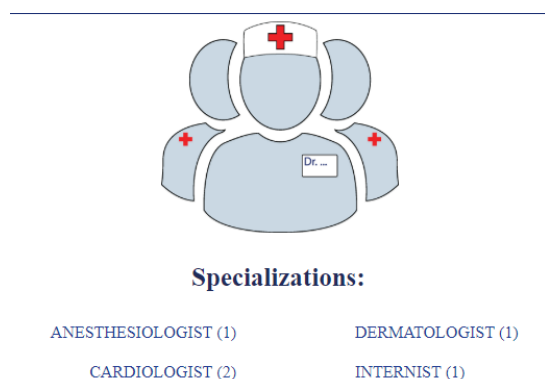 Dr. ...
Specializations:
ANESTHESIOLOGIST (1)
DERMATOLOGIST (1)
CARDIOLOGIST (2)
INTERNIST (1)